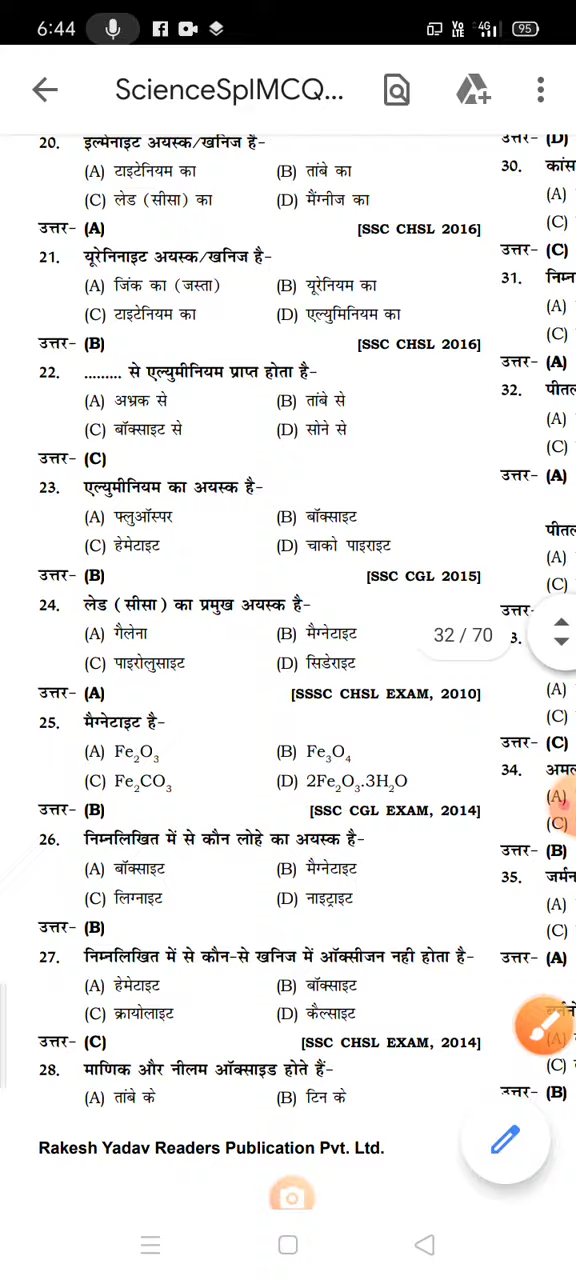 6:44
Vo LTE 4G 95
ScienceSplMCQ...
20. इल्मेनाइट अयस्क/खनिज है-
(A) टाइटेनियम का (B) तांबे का
(C) लेड (सीसा) का (D) मैंग्नीज का
उत्तर- (A) [SSC CHSL 2016]
21. यूरेनिनाइट अयस्क/खनिज है-
(A) जिंक का (जस्ता) (B) यूरेनियम का
(C) टाइटेनियम का (D) एल्युमिनियम का
उत्तर- (B) [SSC CHSL 2016]
22. ......... से एल्युमीनियम प्राप्त होता है-
(A) अभ्रक से (B) तांबे से
(C) बॉक्साइट से (D) सोने से
उत्तर- (C)
23. एल्युमीनियम का अयस्क है-
(A) फ्लुऑस्पर (B) बॉक्साइट
(C) हेमेटाइट (D) चाको पाइराइट
उत्तर- (B) [SSC CGL 2015]
24. लेड (सीसा) का प्रमुख अयस्क है-
(A) गैलेना (B) मैग्नेटाइट
(C) पाइरोलुसाइट (D) सिडेराइट
उत्तर- (A) [SSSC CHSL EXAM, 2010]
25. मैग्नेटाइट है-
(A) Fe₂O₃ (B) Fe₃O₄
(C) Fe₂CO₃ (D) 2Fe₂O₃.3H₂O
उत्तर- (B) [SSC CGL EXAM, 2014]
26. निम्नलिखित में से कौन लोहे का अयस्क है-
(A) बॉक्साइट (B) मैग्नेटाइट
(C) लिग्नाइट (D) नाइट्राइट
उत्तर- (B)
27. निम्नलिखित में से कौन-से खनिज में ऑक्सीजन नही होता है-
(A) हेमेटाइट (B) बॉक्साइट
(C) क्रायोलाइट (D) कैल्साइट
उत्तर- (C) [SSC CHSL EXAM, 2014]
28. माणिक और नीलम ऑक्साइड होते हैं-
(A) तांबे के (B) टिन के
Rakesh Yadav Readers Publication Pvt. Ltd.
32 / 70
उत्तर- (D)
30.
(A)
(C)
उत्तर- (C)
31.
(A)
(C)
उत्तर- (A)
32.
(A)
(C)
उत्तर- (A)
(A)
(C)
उत्तर-
3.
(A)
(C)
उत्तर- (C)
34.
(A)
(C)
उत्तर- (B)
35.
(A)
(C)
उत्तर- (A)
(A)
(C)
उत्तर- (B)